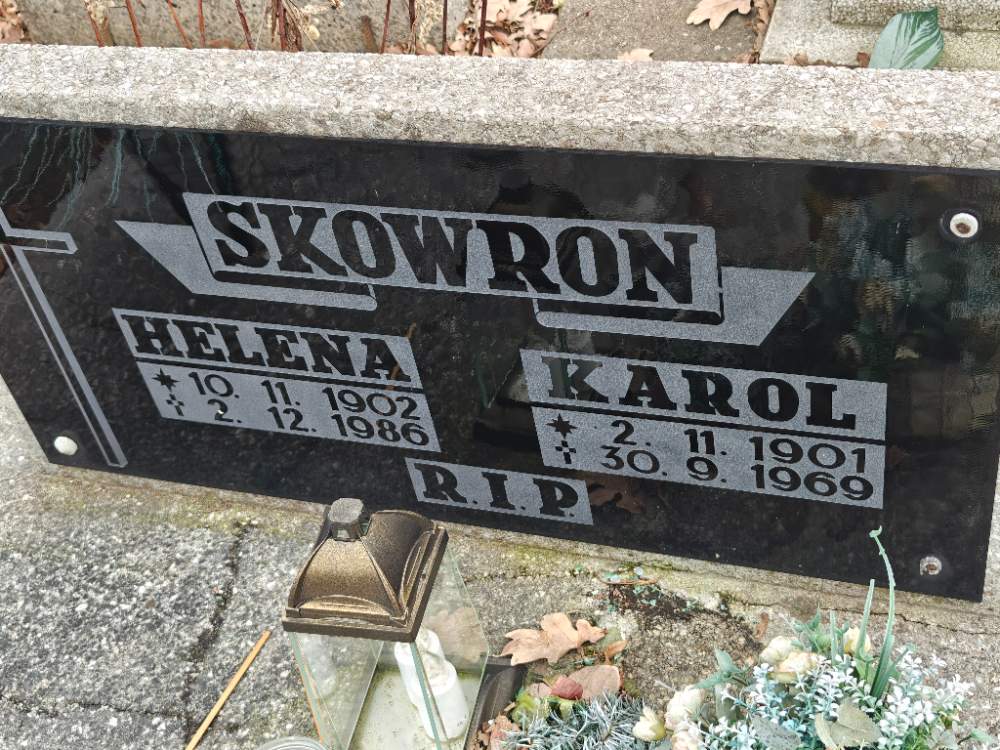 SKOWRON
HELENA
10. 11. 1902
2. 12. 1986
KAROL
2. 11. 1901
30. 9. 1969
R.I.P.